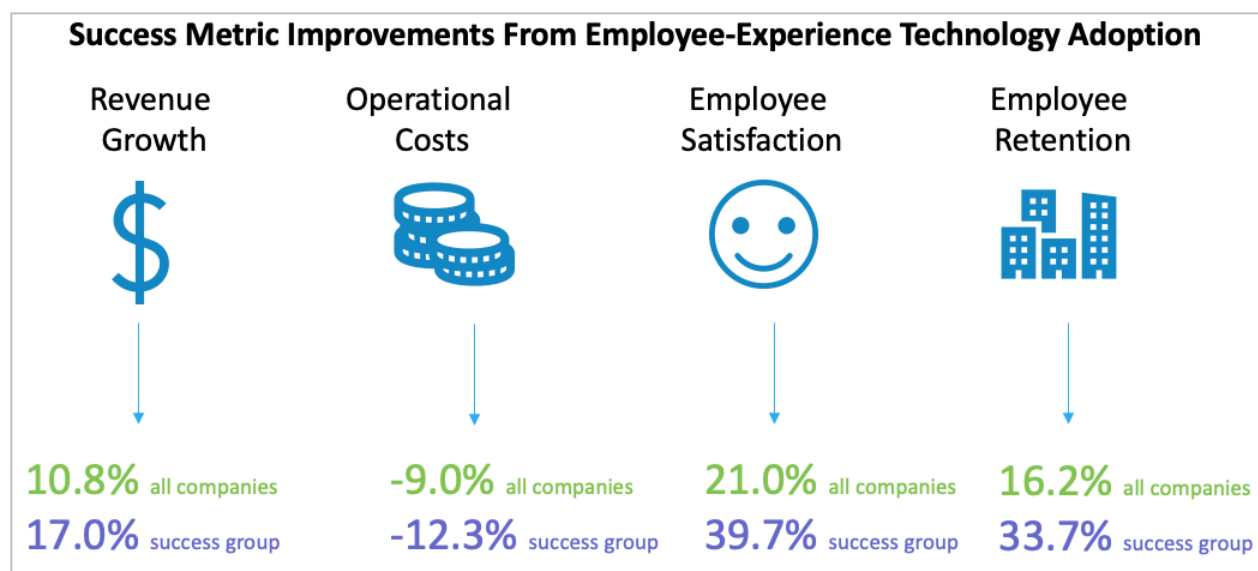 Success Metric Improvements From Employee-Experience Technology Adoption
Revenue
Growth
Operational
Costs
Employee
Satisfaction
Employee
Retention
10.8% all companies
17.0% success group
-9.0% all companies
-12.3% success group
21.0% all companies
39.7% success group
16.2% all companies
33.7% success group